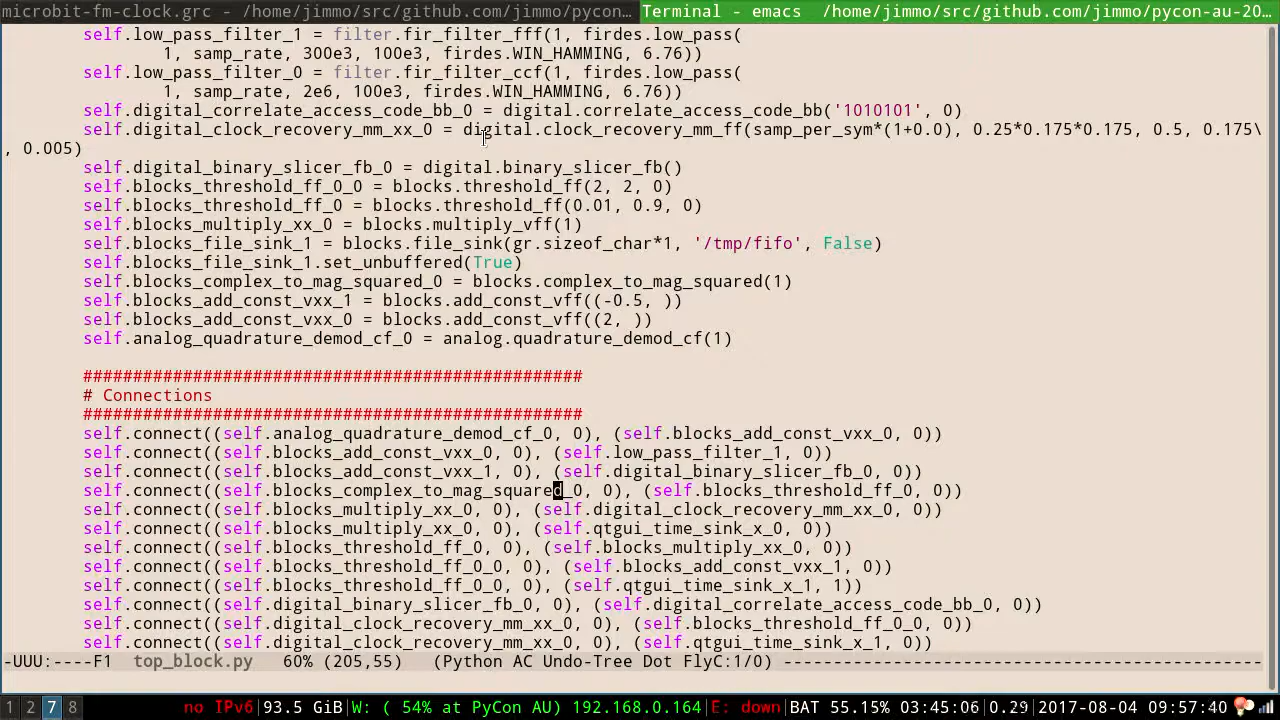 microbit-fm-clock.grc - /home/jimmo/src/github.com/jimmo/pycon… Terminal - emacs /home/jimmo/src/github.com/jimmo/pycon-au-20…
self.low_pass_filter_1 = filter.fir_filter_fff(1, firdes.low_pass(
1, samp_rate, 300e3, 100e3, firdes.WIN_HAMMING, 6.76))
self.low_pass_filter_0 = filter.fir_filter_ccf(1, firdes.low_pass(
1, samp_rate, 2e6, 100e3, firdes.WIN_HAMMING, 6.76))
self.digital_correlate_access_code_bb_0 = digital.correlate_access_code_bb('1010101', 0)
self.digital_clock_recovery_mm_xx_0 = digital.clock_recovery_mm_ff(samp_per_sym*(1+0.0), 0.25*0.175*0.175, 0.5, 0.175\
, 0.005)
self.digital_binary_slicer_fb_0 = digital.binary_slicer_fb()
self.blocks_threshold_ff_0_0 = blocks.threshold_ff(2, 2, 0)
self.blocks_threshold_ff_0 = blocks.threshold_ff(0.01, 0.9, 0)
self.blocks_multiply_xx_0 = blocks.multiply_vff(1)
self.blocks_file_sink_1 = blocks.file_sink(gr.sizeof_char*1, '/tmp/fifo', False)
self.blocks_file_sink_1.set_unbuffered(True)
self.blocks_complex_to_mag_squared_0 = blocks.complex_to_mag_squared(1)
self.blocks_add_const_vxx_1 = blocks.add_const_vff((-0.5, ))
self.blocks_add_const_vxx_0 = blocks.add_const_vff((2, ))
self.analog_quadrature_demod_cf_0 = analog.quadrature_demod_cf(1)
##################################################
# Connections
##################################################
self.connect((self.analog_quadrature_demod_cf_0, 0), (self.blocks_add_const_vxx_0, 0))
self.connect((self.blocks_add_const_vxx_0, 0), (self.low_pass_filter_1, 0))
self.connect((self.blocks_add_const_vxx_1, 0), (self.digital_binary_slicer_fb_0, 0))
self.connect((self.blocks_complex_to_mag_squared_0, 0), (self.blocks_threshold_ff_0, 0))
self.connect((self.blocks_multiply_xx_0, 0), (self.digital_clock_recovery_mm_xx_0, 0))
self.connect((self.blocks_multiply_xx_0, 0), (self.qtgui_time_sink_x_0, 0))
self.connect((self.blocks_threshold_ff_0, 0), (self.blocks_multiply_xx_0, 0))
self.connect((self.blocks_threshold_ff_0_0, 0), (self.blocks_add_const_vxx_1, 0))
self.connect((self.blocks_threshold_ff_0_0, 0), (self.qtgui_time_sink_x_1, 1))
self.connect((self.digital_binary_slicer_fb_0, 0), (self.digital_correlate_access_code_bb_0, 0))
self.connect((self.digital_clock_recovery_mm_xx_0, 0), (self.blocks_threshold_ff_0_0, 0))
self.connect((self.digital_clock_recovery_mm_xx_0, 0), (self.qtgui_time_sink_x_1, 0))
-UUU:----F1 top_block.py 60% (205,55) (Python AC Undo-Tree Dot FlyC:1/0) ------------------------------------------------
1 2 7 8 no IPv6|93.5 GiB|W: ( 54% at PyCon AU) 192.168.0.164|E: down|BAT 55.15% 03:45:06|0.29|2017-08-04 09:57:40